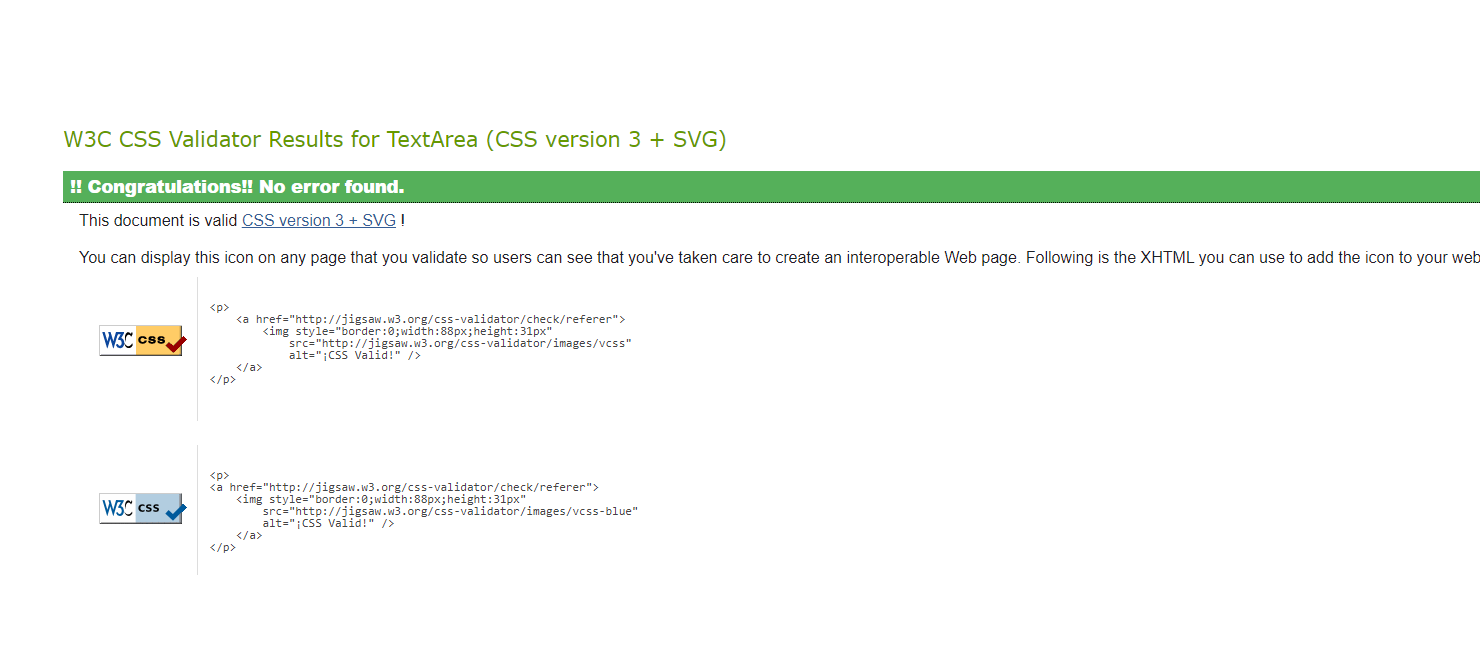 W3C CSS Validator Results for TextArea (CSS version 3 + SVG)
!! Congratulations!! No error found.
This document is valid CSS version 3 + SVG !
You can display this icon on any page that you validate so users can see that you've taken care to create an interoperable Web page. Following is the XHTML you can use to add the icon to your web
<p>
<a href="http://jigsaw.w3.org/css-validator/check/referer">
<img style="border:0;width:88px;height:31px"
src="http://jigsaw.w3.org/css-validator/images/vcss"
alt="¡CSS Valid!" />
</a>
</p>
W3C css
<p>
<a href="http://jigsaw.w3.org/css-validator/check/referer">
<img style="border:0;width:88px;height:31px"
src="http://jigsaw.w3.org/css-validator/images/vcss-blue"
alt="¡CSS Valid!" />
</a>
</p>
W3C css